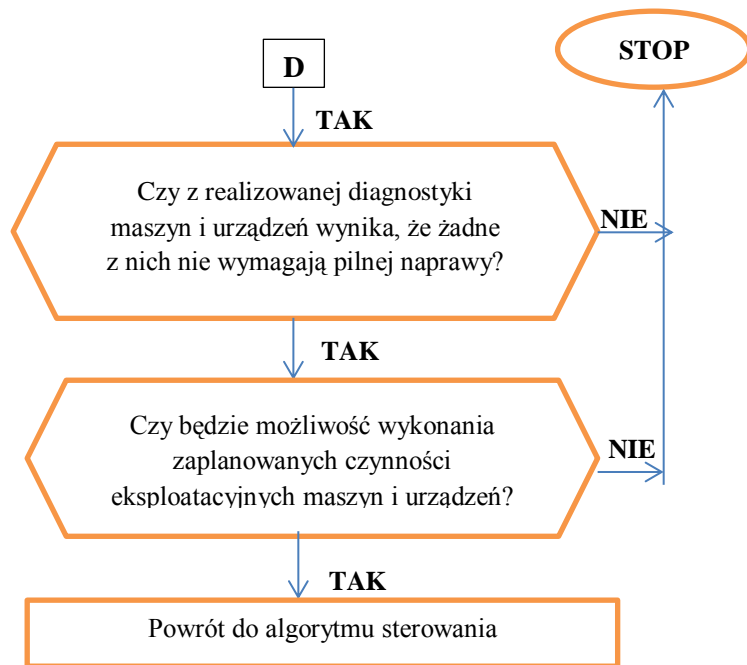 STOP
D
TAK
Czy z realizowanej diagnostyki
maszyn i urządzeń wynika, że żadne
z nich nie wymagają pilnej naprawy?
NIE
TAK
Czy będzie możliwość wykonania
zaplanowanych czynności
eksploatacyjnych maszyn i urządzeń?
NIE
TAK
Powrót do algorytmu sterowania